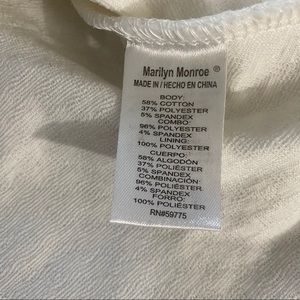 Marilyn Monroe ®
MADE IN / HECHO EN CHINA
BODY:
58% COTTON
37% POLYESTER
5% SPANDEX
COMBO:
96% POLYESTER
4% SPANDEX
LINING:
100% POLYESTER
CUERPO:
58% ALGODÓN
37% POLIÉSTER
5% SPANDEX
COMBINACIÓN:
96% POLIÉSTER
4% SPANDEX
FORRO:
100% POLIÉSTER
RN#59775